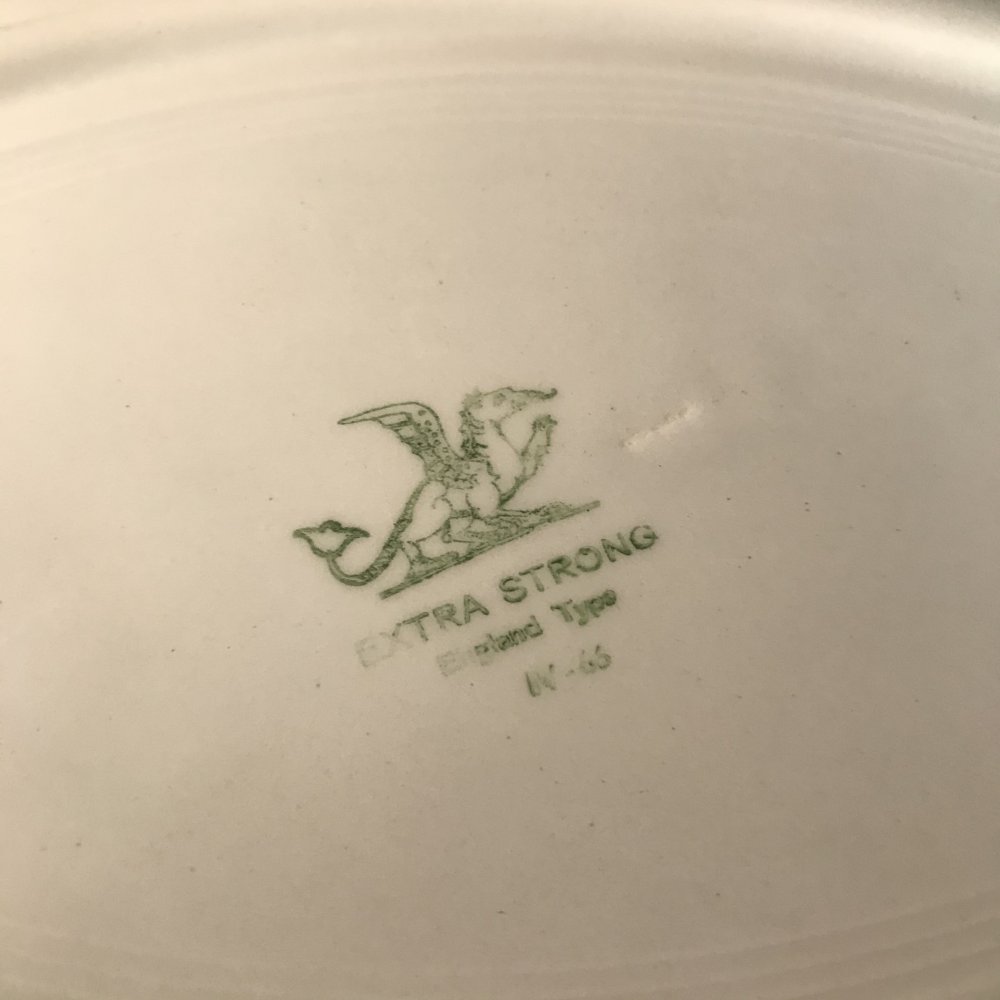 EXTRA STRONG
England Type
IV-66